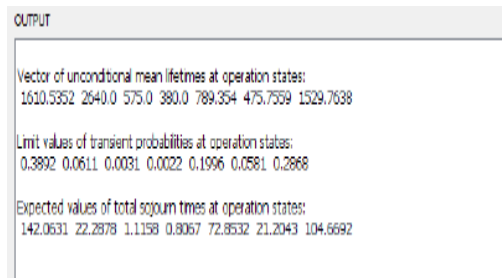 OUTPUT
Vector of unconditional mean lifetimes at operation states:
1610.5352 2640.0 575.0 380.0 789.354 475.7559 1529.7638
Limit values of transient probabilities at operation states:
0.3892 0.0611 0.0031 0.0022 0.1996 0.0581 0.2868
Expected values of total sojourn times at operation states:
142.0631 22.2878 1.1158 0.8067 72.8532 21.2043 104.6692